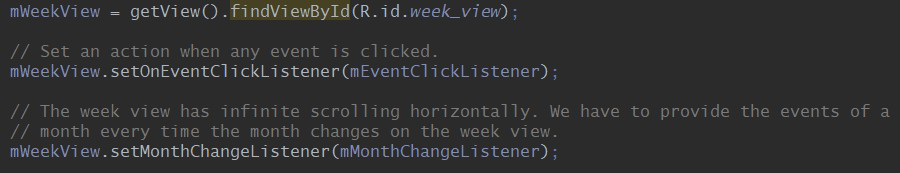 mWeekView = getView().findViewById(R.id.week_view);
// Set an action when any event is clicked.
mWeekView.setOnEventClickListener(mEventClickListener);
// The week view has infinite scrolling horizontally. We have to provide the events of a
// month every time the month changes on the week view.
mWeekView.setMonthChangeListener(mMonthChangeListener);